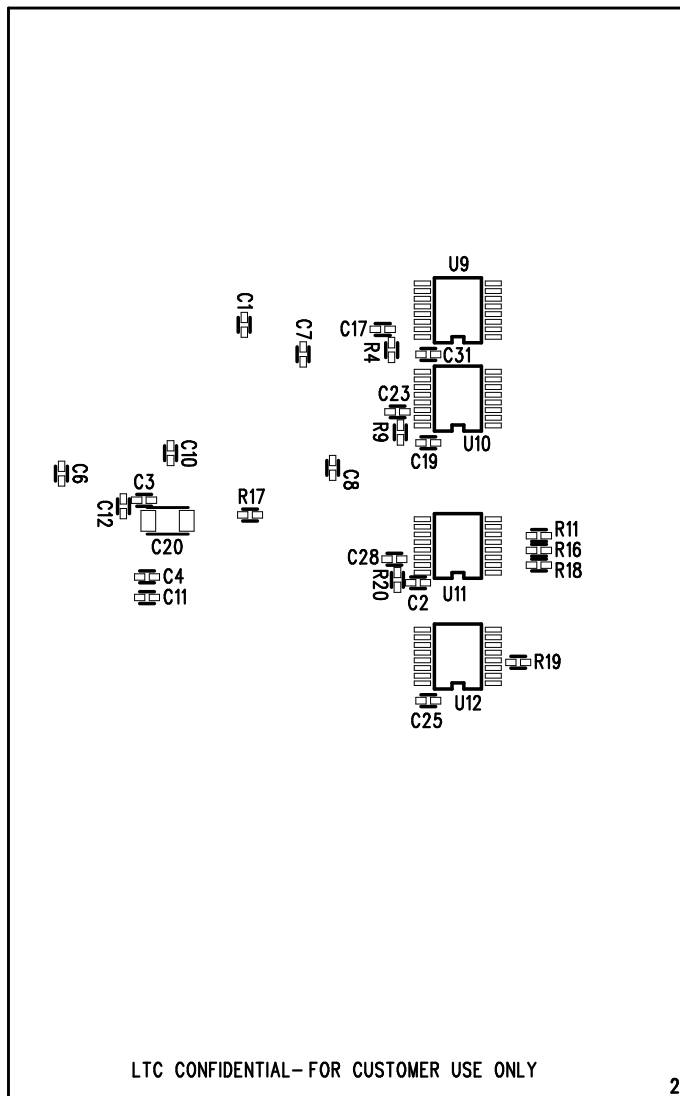 U9
C1
C17
C7
R4
C31
C23
R9
U10
C19
C10
C6
C8
C3
R17
C12
C20
R11
R16
C28
R18
C4
R20
C2
U11
C11
R19
C25
U12
LTC CONFIDENTIAL-FOR CUSTOMER USE ONLY
2